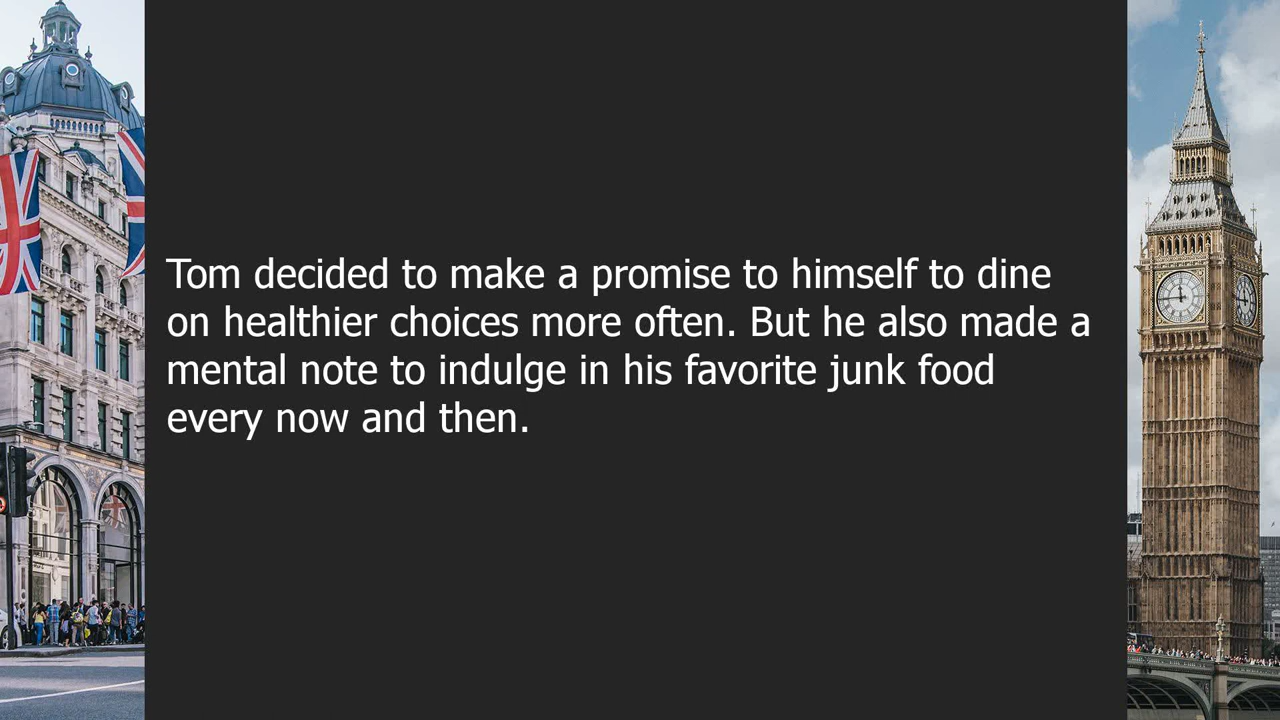 Tom decided to make a promise to himself to dine
on healthier choices more often. But he also made a
mental note to indulge in his favorite junk food
every now and then.